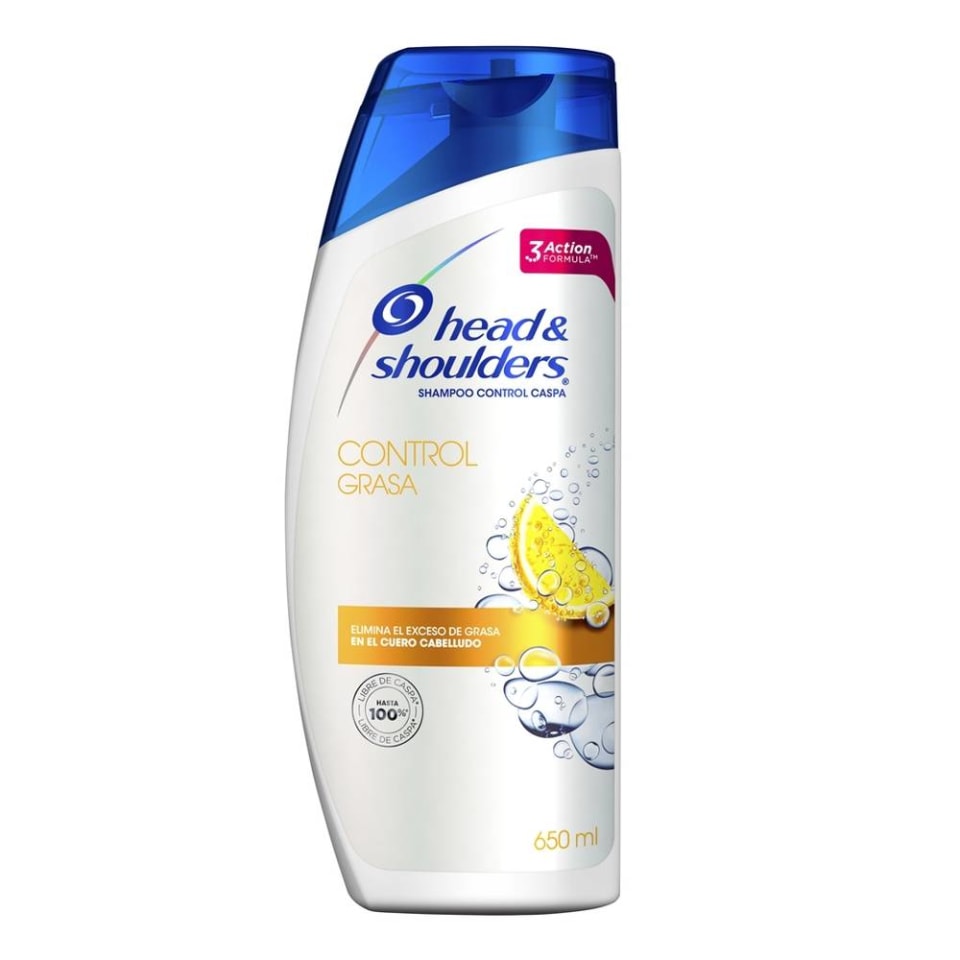 3 Action
FORMULA™
head &
shoulders®
SHAMPOO CONTROL CASPA
CONTROL
GRASA
ELIMINA EL EXCESO DE GRASA
EN EL CUERO CABELLUDO
LIBRE DE CASPA*
HASTA
100%*
LIBRE DE CASPA*
650 ml